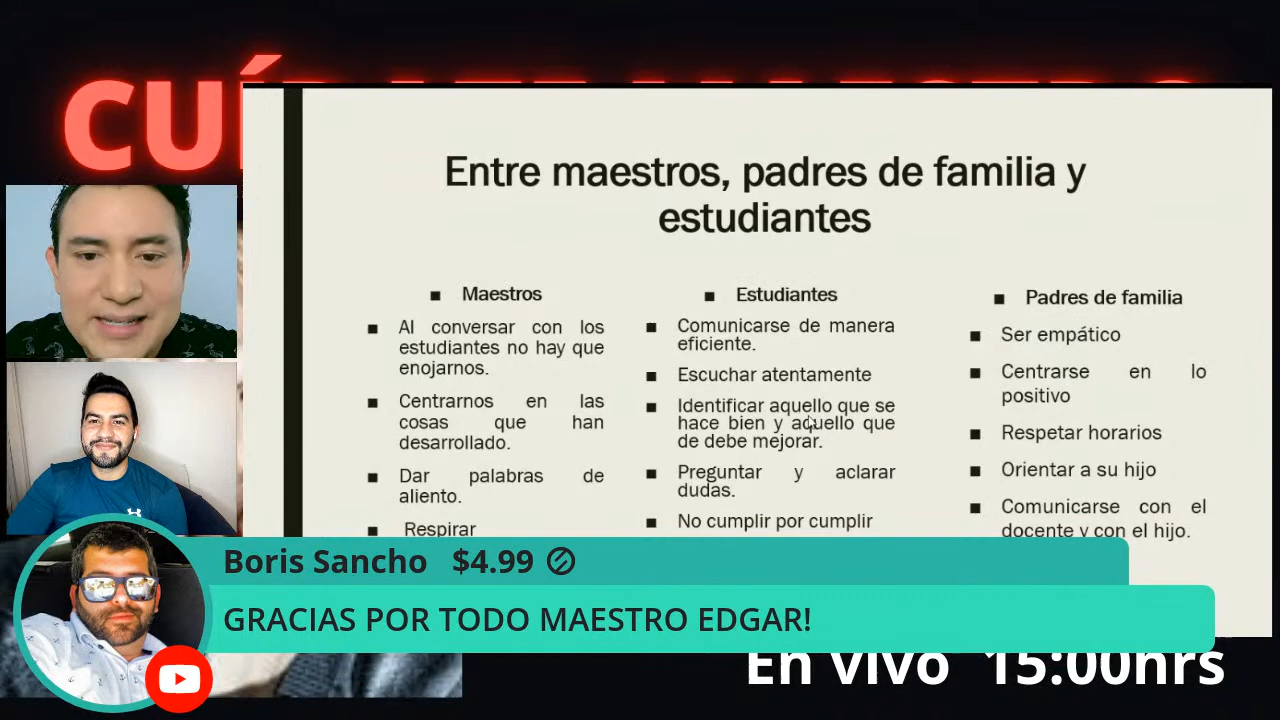 CUÍ
Entre maestros, padres de familia y
estudiantes
■ Maestros
■ Al conversar con los
estudiantes no hay que
enojarnos.
■ Centrarnos en las
cosas que han
desarrollado.
■ Dar palabras de
aliento.
■ Respirar
■ Estudiantes
■ Comunicarse de manera
eficiente.
■ Escuchar atentamente
■ Identificar aquello que se
hace bien y aquello que
de debe mejorar.
■ Preguntar y aclarar
dudas.
■ No cumplir por cumplir
■ Padres de familia
■ Ser empático
■ Centrarse en lo
positivo
■ Respetar horarios
■ Orientar a su hijo
■ Comunicarse con el
docente y con el hijo.
Boris Sancho $4.99
GRACIAS POR TODO MAESTRO EDGAR!
En vivo 15:00hrs